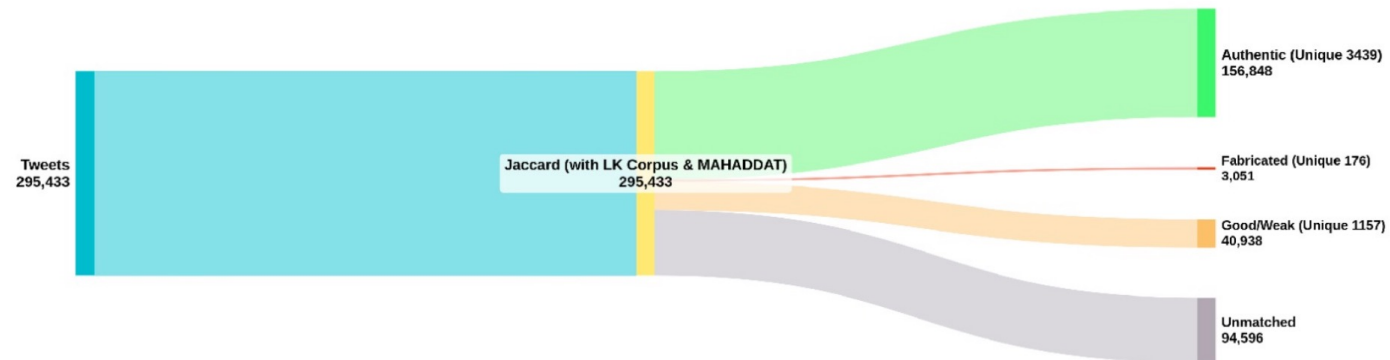 Tweets
295,433
Jaccard (with LK Corpus & MAHADDAT)
295,433
Authentic (Unique 3439)
156,848
Fabricated (Unique 176)
3,051
Good/Weak (Unique 1157)
40,938
Unmatched
94,596